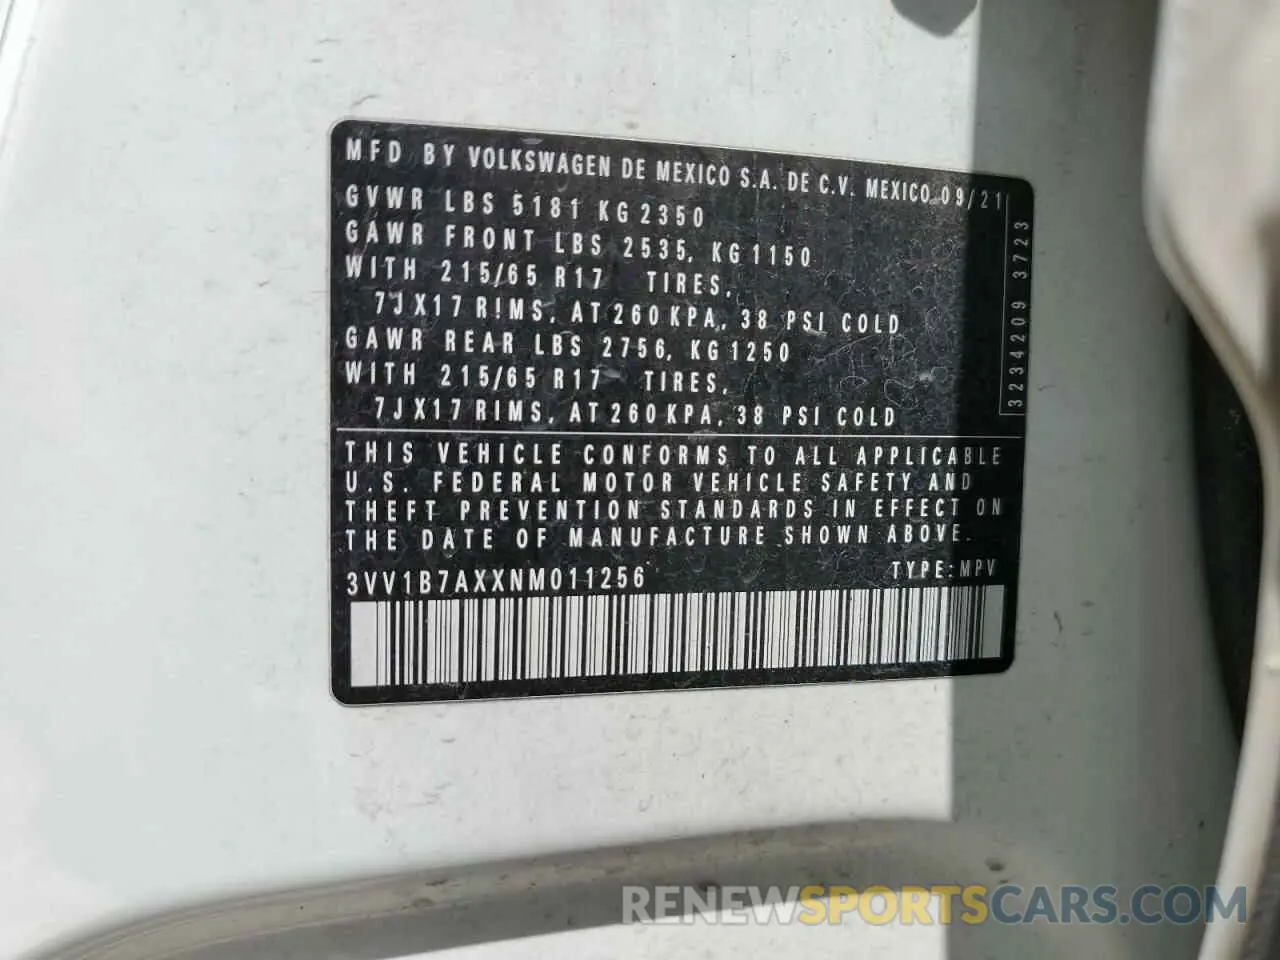 MFD BY VOLKSWAGEN DE MEXICO S.A. DE C.V. MEXICO 09/21
GVWR LBS 5181 KG 2350
GAWR FRONT LBS 2535, KG 1150
WITH 215/65 R17 TIRES,
7JX17 RIMS, AT 260 KPA, 38 PSI COLD
GAWR REAR LBS 2756, KG 1250
WITH 215/65 R17 TIRES,
7JX17 RIMS, AT 260 KPA, 38 PSI COLD
3234209 3723
THIS VEHICLE CONFORMS TO ALL APPLICABLE
U.S. FEDERAL MOTOR VEHICLE SAFETY AND
THEFT PREVENTION STANDARDS IN EFFECT ON
THE DATE OF MANUFACTURE SHOWN ABOVE.
3VV1B7AXXNM011256 TYPE: MPV
RENEWSPORTSCARS.COM